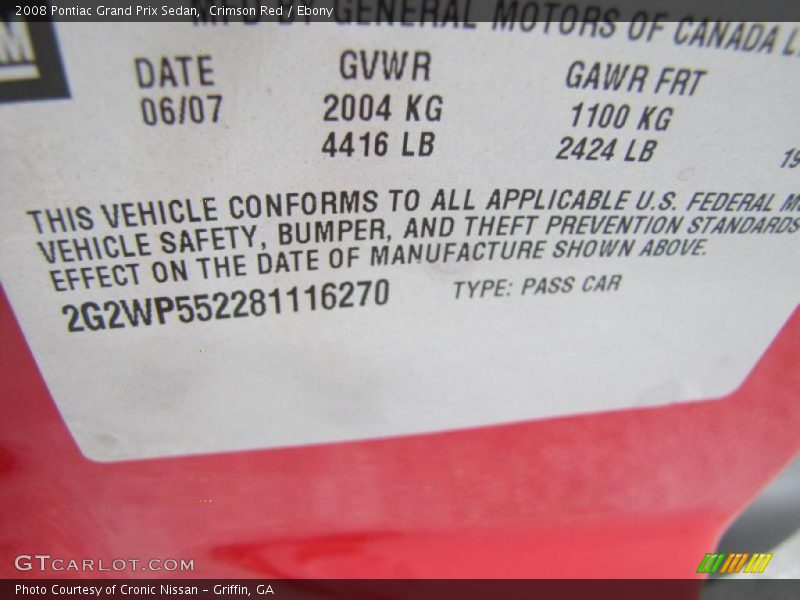 2008 Pontiac Grand Prix Sedan, Crimson Red / Ebony
GENERAL MOTORS OF CANADA
DATE GVWR GAWR FRT
06/07 2004 KG 1100 KG
4416 LB 2424 LB
THIS VEHICLE CONFORMS TO ALL APPLICABLE U.S. FEDERAL
VEHICLE SAFETY, BUMPER, AND THEFT PREVENTION STANDARDS
EFFECT ON THE DATE OF MANUFACTURE SHOWN ABOVE.
2G2WP552281116270 TYPE: PASS CAR
GTCARLOT.COM
Photo Courtesy of Cronic Nissan - Griffin, GA